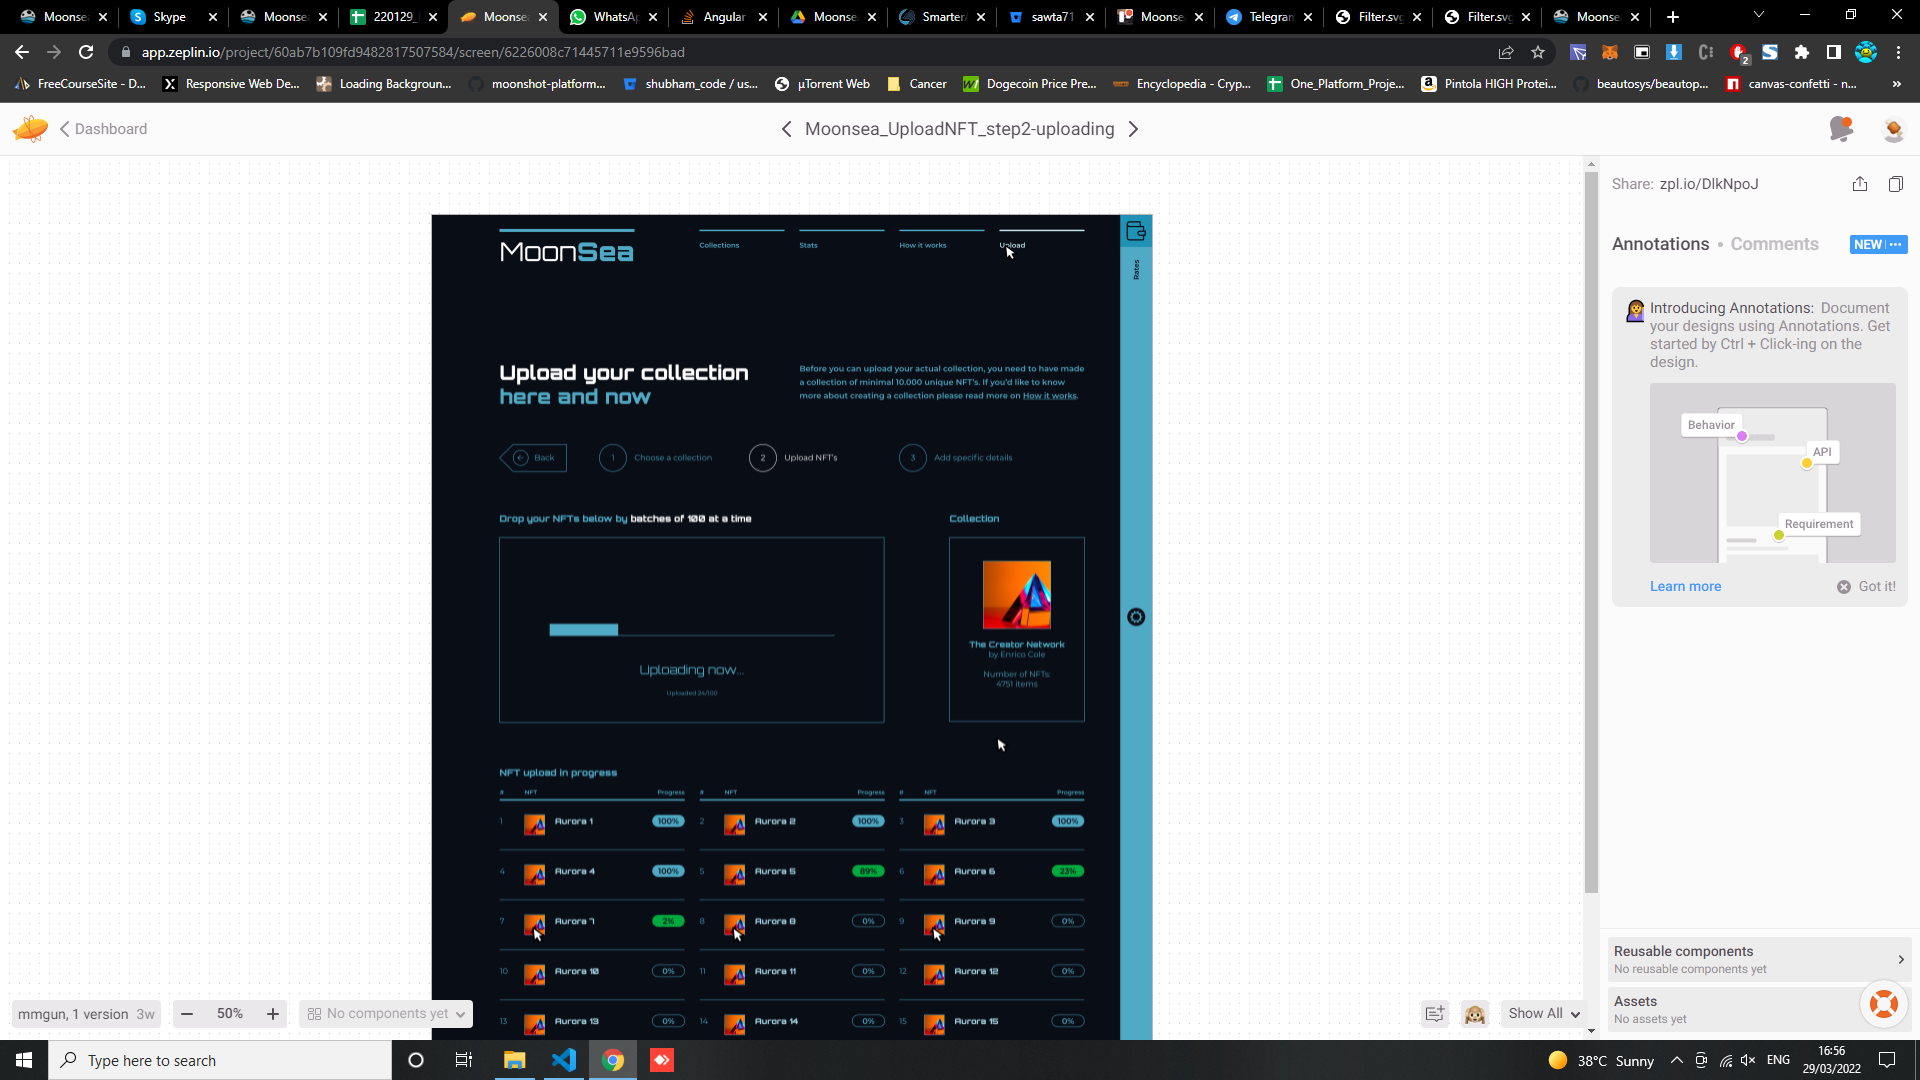 Moonsea
Skype
Moonsea
220129_
Moonsea
WhatsAp
Angular
Moonsea
Smarter
sawta71
Moonsea
Telegram
Filter.svg
Filter.svg
Moonsea
app.zeplin.io/project/60ab7b109fd9482817507584/screen/6226008c71445711e9596bad
2
FreeCourseSite - D...
Responsive Web De...
Loading Backgroun...
moonshot-platform...
shubham_code / us...
µTorrent Web
Cancer
Dogecoin Price Pre...
Encyclopedia - Cryp...
One_Platform_Proje...
Pintola HIGH Protei...
beautosys/beautop...
canvas-confetti - n...
»
Dashboard
Moonsea_UploadNFT_step2-uploading
Share: zpl.io/DlkNpoJ
Annotations • Comments
NEW
Introducing Annotations: Document
your designs using Annotations. Get
started by Ctrl + Click-ing on the
design.
Behavior
API
Requirement
Learn more
Got it!
Reusable components
No reusable components yet
Assets
No assets yet
MoonSea
Collections
Stats
How it works
Upload
Rates
Upload your collection
here and now
Before you can upload your actual collection, you need to have made
a collection of minimal 10.000 unique NFT's. If you'd like to know
more about creating a collection please read more on How it works.
Back
1 Choose a collection
2 Upload NFT's
3 Add specific details
Drop your NFTs below by batches of 100 at a time
Collection
Uploading now...
Uploaded 24/100
The Creator Network
by Enrico Cole
Number of NFTs
4751 items
NFT upload in progress
# NFT Progress # NFT Progress # NFT Progress
1 Aurora 1 100% 2 Aurora 2 100% 3 Aurora 3 100%
4 Aurora 4 100% 5 Aurora 5 89% 6 Aurora 6 23%
7 Aurora 7 2% 8 Aurora 8 0% 9 Aurora 9 0%
10 Aurora 10 0% 11 Aurora 11 0% 12 Aurora 12 0%
13 Aurora 13 0% 14 Aurora 14 0% 15 Aurora 15 0%
mmgun, 1 version 3w
50%
No components yet
Show All
Type here to search
38°C Sunny
ENG
16:56
29/03/2022